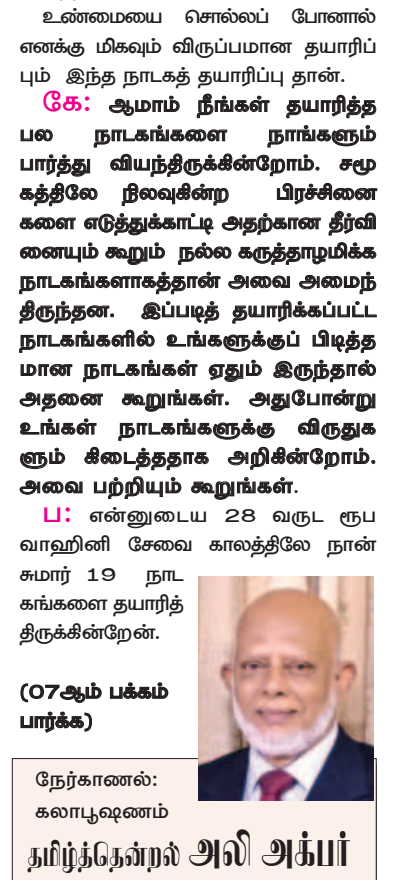 உண்மையை சொல்லப் போனால்
எனக்கு மிகவும் விருப்பமான தயாரிப்
பும் இந்த நாடகத் தயாரிப்பு தான்.
கே: ஆமாம் நீங்கள் தயாரித்த
பல நாடகங்களை நாங்களும்
பார்த்து வியந்திருக்கின்றோம். சமூ
கத்திலே நிலவுகின்ற பிரச்சினை
களை எடுத்துக்காட்டி அதற்கான தீர்வி
னையும் கூறும் நல்ல கருத்தாழமிக்க
நாடகங்களாகத்தான் அவை அமைந்
திருந்தன. இப்படித் தயாரிக்கப்பட்ட
நாடகங்களில் உங்களுக்குப் பிடித்த
மான நாடகங்கள் ஏதும் இருந்தால்
அதனை கூறுங்கள். அதுபோன்று
உங்கள் நாடகங்களுக்கு விருதுக
ளும் கிடைத்ததாக அறிகின்றோம்.
அவை பற்றியும் கூறுங்கள்.
ப: என்னுடைய 28 வருட ரூப
வாஹினி சேவை காலத்திலே நான்
சுமார் 19 நாட
கங்களை தயாரித்
திருக்கின்றேன்.
(07ஆம் பக்கம்
பார்க்க)
நேர்காணல்:
கலாபூஷணம்
தமிழ்த்தென்றல் அலி அக்பர்